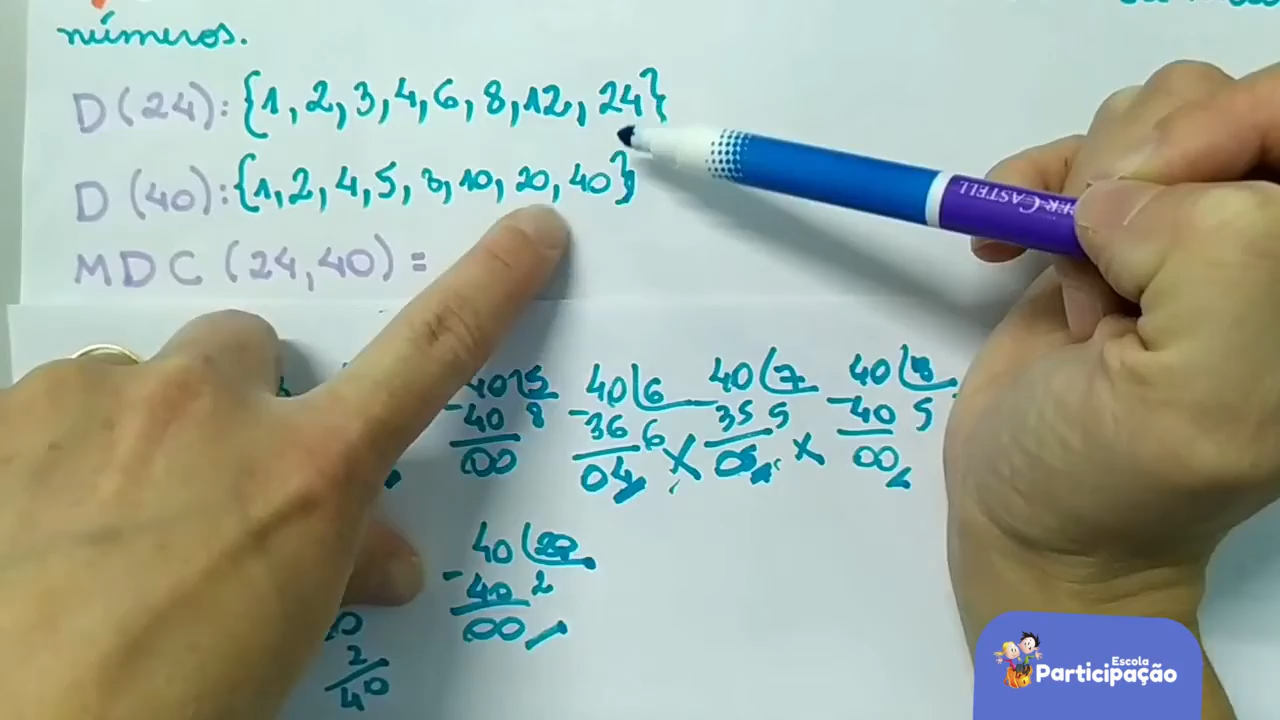 números.
D(24): {1, 2, 3, 4, 6, 8, 12, 24}
D(40): {1, 2, 4, 5, 8, 10, 20, 40}
MDC (24,40) =
40 5 40 6 40 7 40 8
-40 8 -36 6 35 5 -40 5
00 04 05 00
40 20
-40 2
00
2
40
Escola
Participação